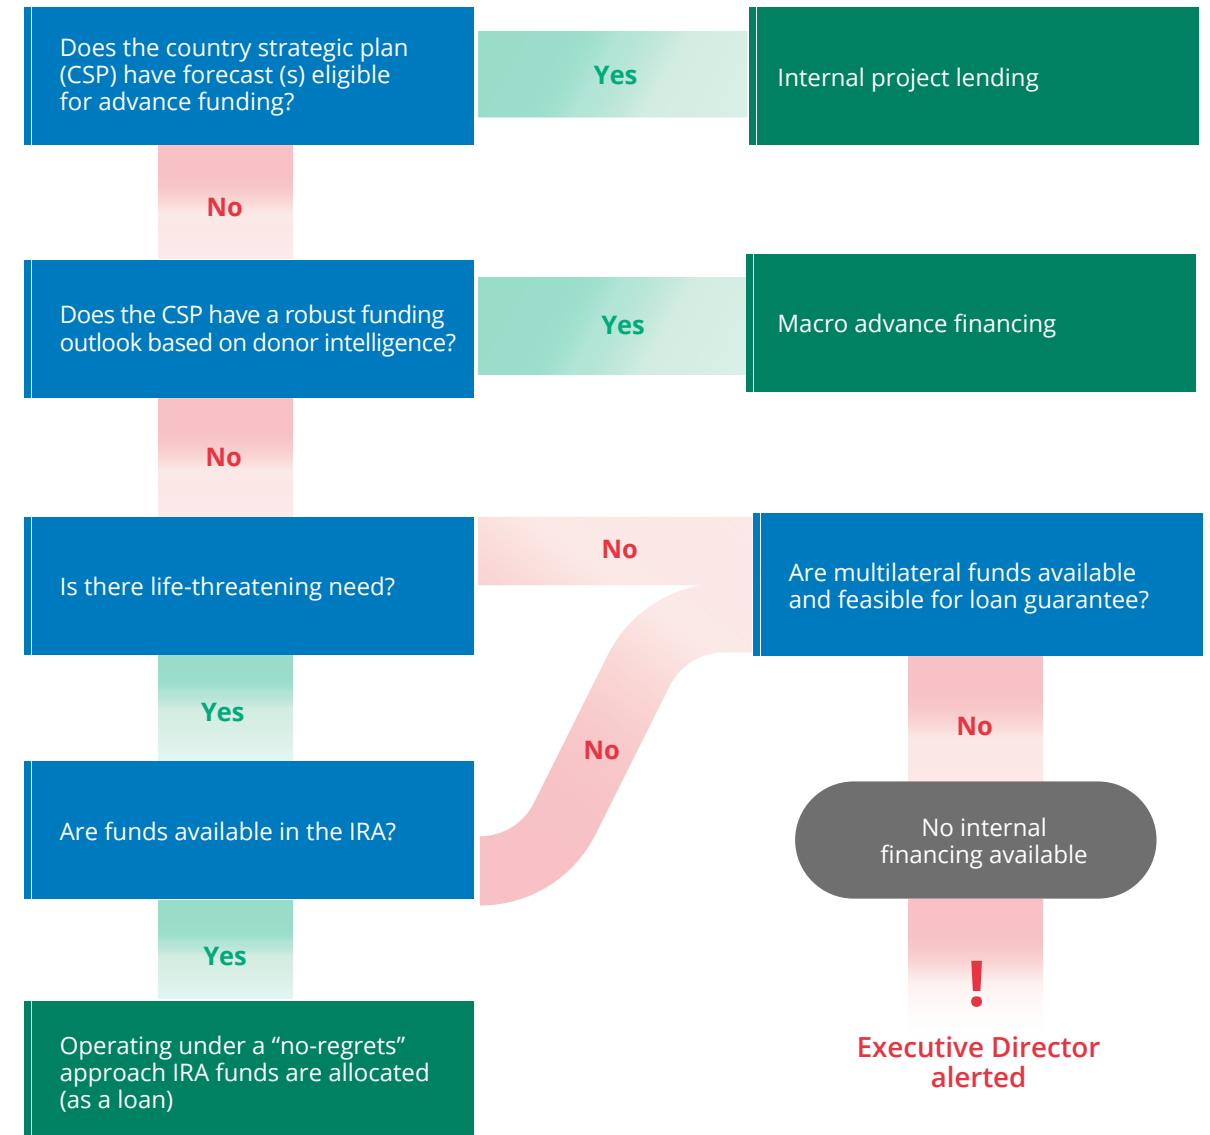 Does the country strategic plan
(CSP) have forecast (s) eligible
for advance funding?
Yes
Internal project lending
No
Does the CSP have a robust funding
outlook based on donor intelligence?
Yes
Macro advance financing
No
Is there life-threatening need?
No
Are multilateral funds available
and feasible for loan guarantee?
Yes
No
No
Are funds available in the IRA?
No internal
financing available
Yes
!
Executive Director
alerted
Operating under a “no-regrets”
approach IRA funds are allocated
(as a loan)